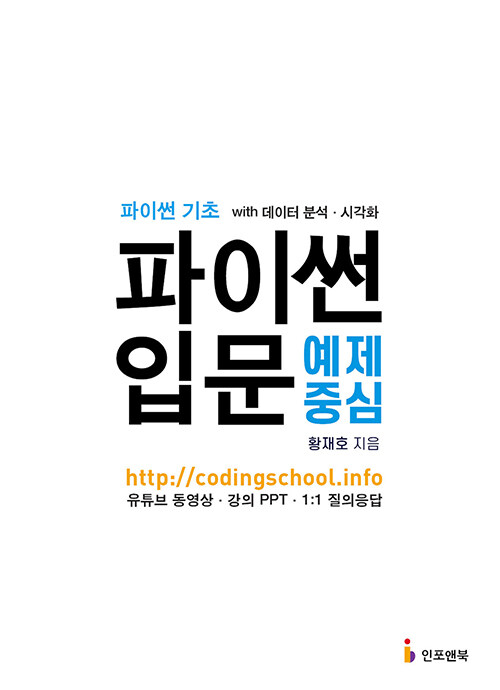 파이썬 기초 with 데이터 분석 · 시각화
파이썬
입문 예제
중심
황재호 지음
http://codingschool.info
유튜브 동영상 · 강의 PPT · 1:1 질의응답
인포앤북